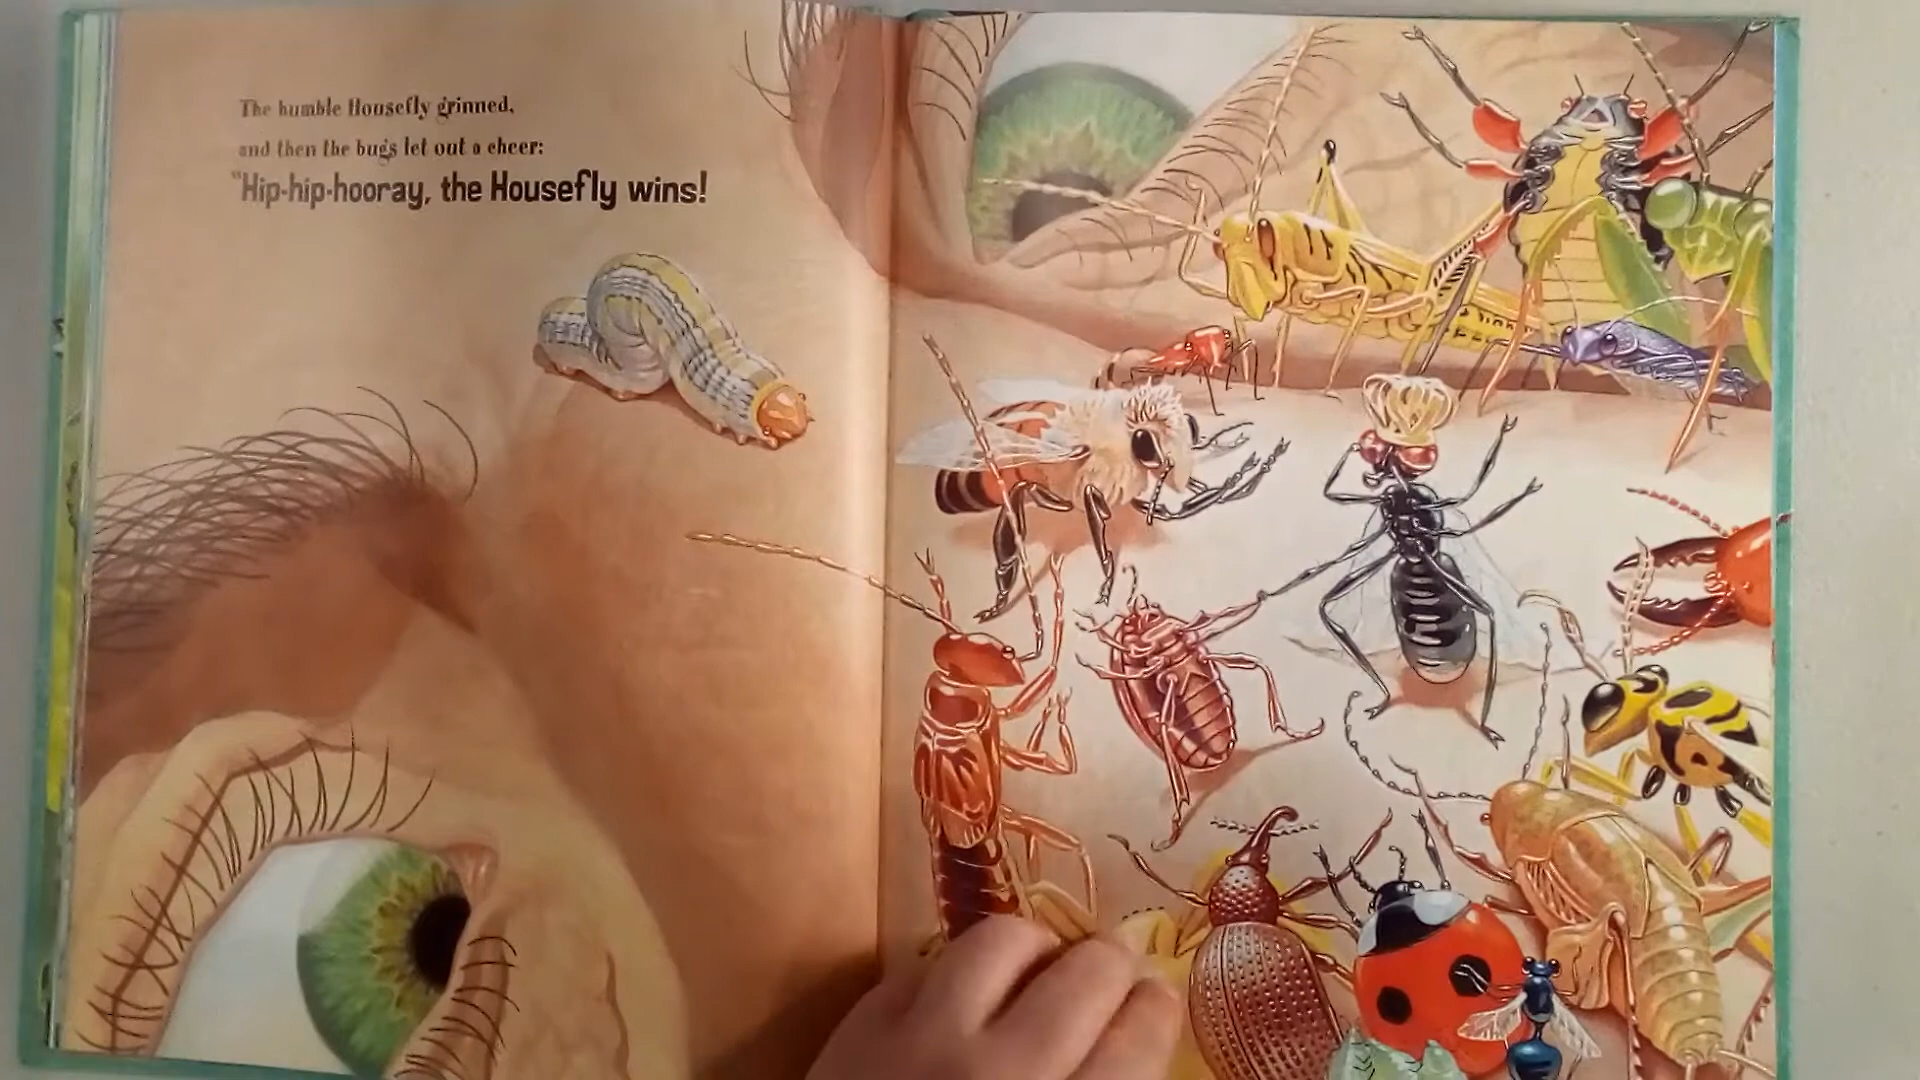 The humble Housefly grinned,
and then the bugs let out a cheer:
"Hip-hip-hooray, the Housefly wins!